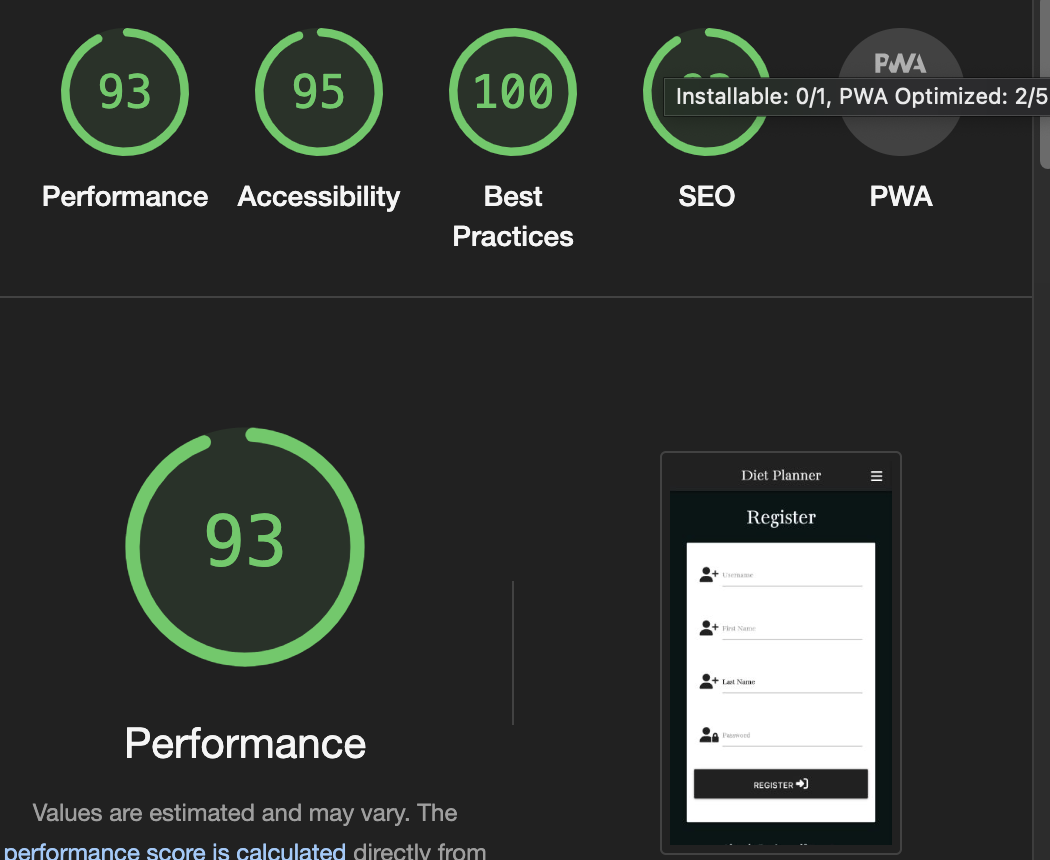 93
95
100
PWA
Installable: 0/1, PWA Optimized: 2/5
Performance
Accessibility
Best
Practices
SEO
PWA
93
Performance
Values are estimated and may vary. The
performance score is calculated directly from
Diet Planner
Register
Username
First Name
Last Name
Password
REGISTER